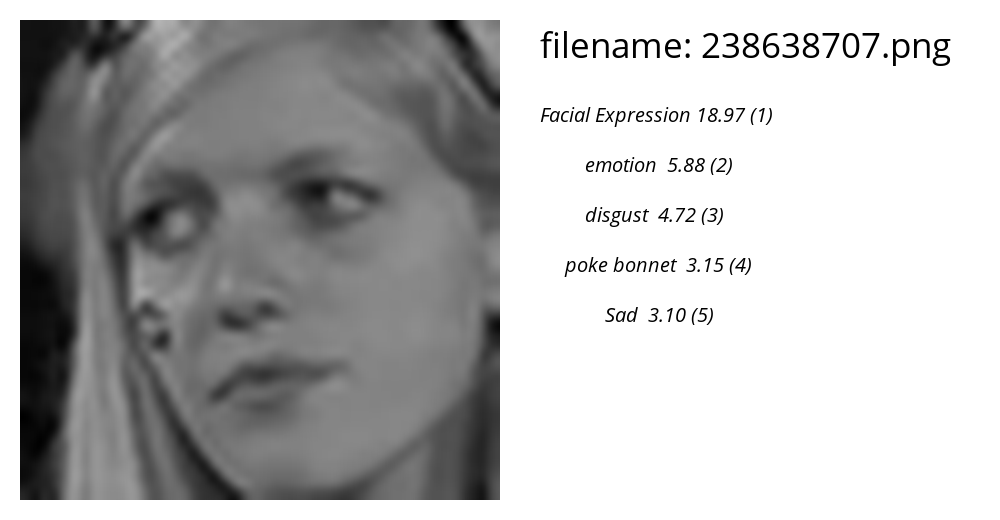 filename: 238638707.png
Facial Expression 18.97 (1)
emotion 5.88 (2)
disgust 4.72 (3)
poke bonnet 3.15 (4)
Sad 3.10 (5)